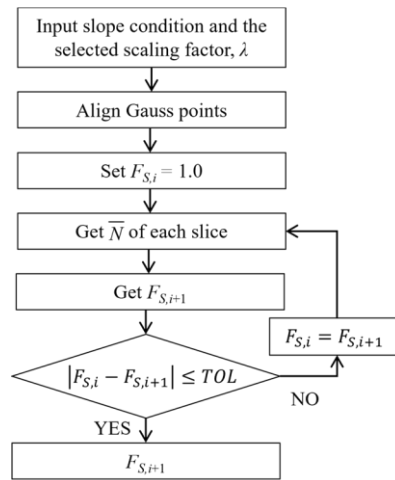 Input slope condition and the
selected scaling factor, λ
Align Gauss points
Set F_{S,i} = 1.0
Get N̅ of each slice
Get F_{S,i+1}
F_{S,i} = F_{S,i+1}
|F_{S,i} − F_{S,i+1}| ≤ TOL
NO
YES
F_{S,i+1}